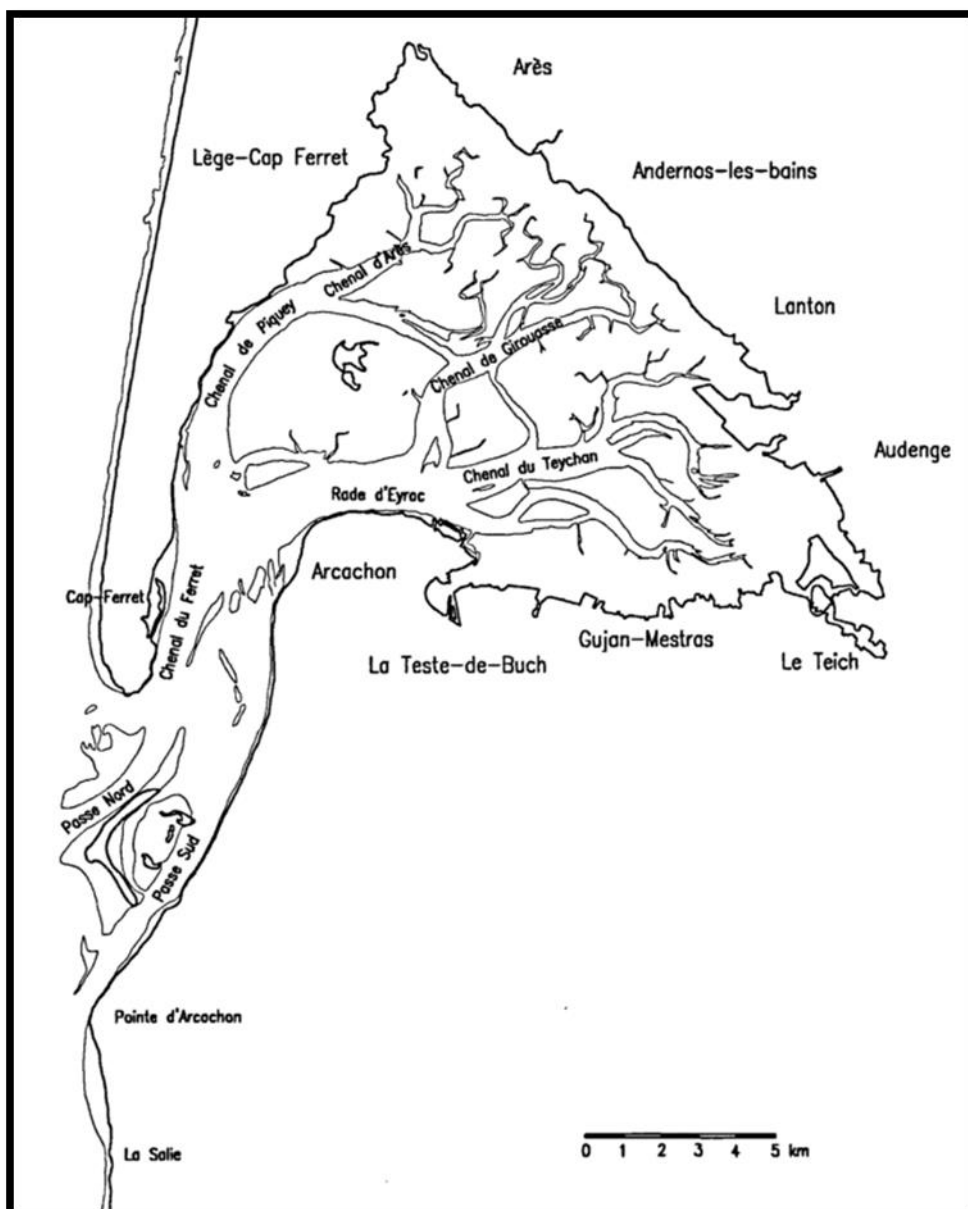 Arès
Lège-Cap Ferret
Andernos-les-bains
Chenal d'Arès
Chenal de Piquey
Lanton
Chenal de Girouasse
Audenge
Chenal du Teychan
Rade d'Eyrac
Arcachon
Cap-Ferret
Chenal du Ferret
Gujan-Mestras
La Teste-de-Buch
Le Teich
Passe Nord
Passe Sud
Pointe d'Arcachon
La Salie
0 1 2 3 4 5 km